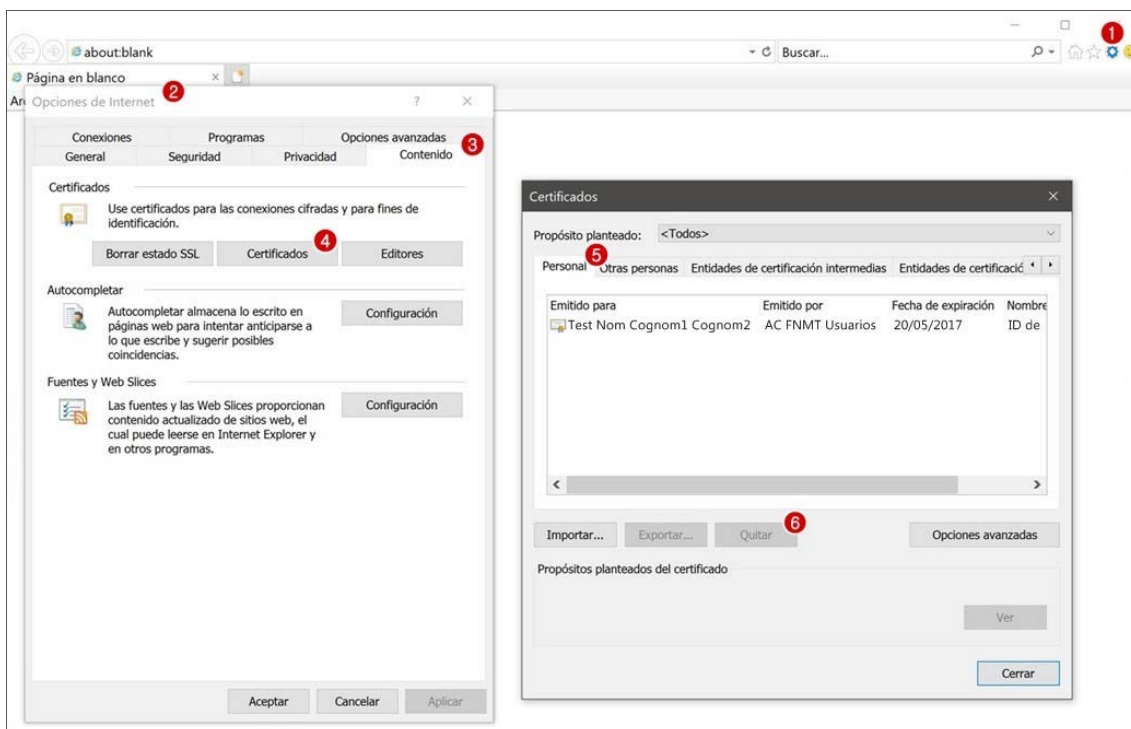 1
about:blank
Buscar...
Página en blanco
2
Opciones de Internet
?
Conexiones
Programas
Opciones avanzadas
3
General
Seguridad
Privacidad
Contenido
Certificados
Use certificados para las conexiones cifradas y para fines de
identificación.
4
Borrar estado SSL
Certificados
Editores
Autocompletar
Autocompletar almacena lo escrito en
páginas web para intentar anticiparse a
lo que escribe y sugerir posibles
coincidencias.
Configuración
Fuentes y Web Slices
Las fuentes y las Web Slices proporcionan
contenido actualizado de sitios web, el
cual puede leerse en Internet Explorer y
en otros programas.
Configuración
Aceptar
Cancelar
Aplicar
Certificados
Propósito planteado:
<Todos>
5
Personal
Otras personas
Entidades de certificación intermedias
Entidades de certificació
Emitido para
Emitido por
Fecha de expiración
Nombre
Test Nom Cognom1 Cognom2
AC FNMT Usuarios
20/05/2017
ID de
6
Importar...
Exportar...
Quitar
Opciones avanzadas
Propósitos planteados del certificado
Ver
Cerrar